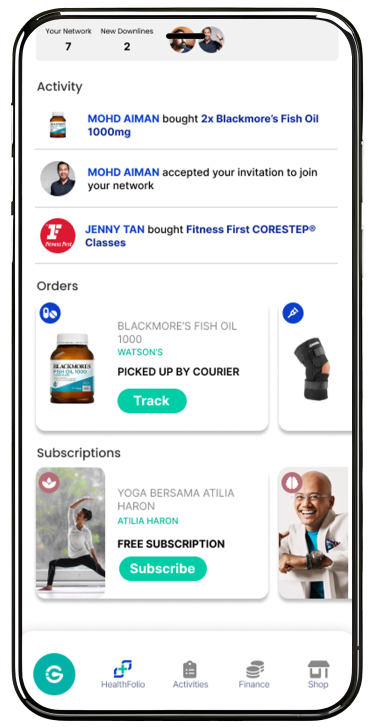 Your Network New Downlines
7 2
Activity
MOHD AIMAN bought 2x Blackmore's Fish Oil
1000mg
MOHD AIMAN accepted your invitation to join
your network
Fitness First
JENNY TAN bought Fitness First CORESTEP®
Classes
Orders
BLACKMORES
FISH OIL 1000
BLACKMORE'S FISH OIL
1000
WATSON'S
PICKED UP BY COURIER
Track
Subscriptions
YOGA BERSAMA ATILIA
HARON
ATILIA HARON
FREE SUBSCRIPTION
Subscribe
HealthFolio Activities Finance Shop